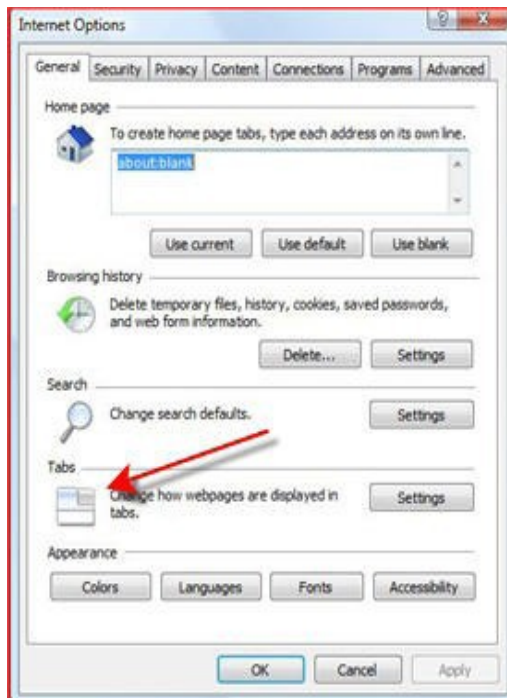 Internet Options
General Security Privacy Content Connections Programs Advanced
Home page
To create home page tabs, type each address on its own line.
about:blank
Use current Use default Use blank
Browsing history
Delete temporary files, history, cookies, saved passwords,
and web form information.
Delete... Settings
Search
Change search defaults. Settings
Tabs
Change how webpages are displayed in
tabs.
Settings
Appearance
Colors Languages Fonts Accessibility
OK Cancel Apply